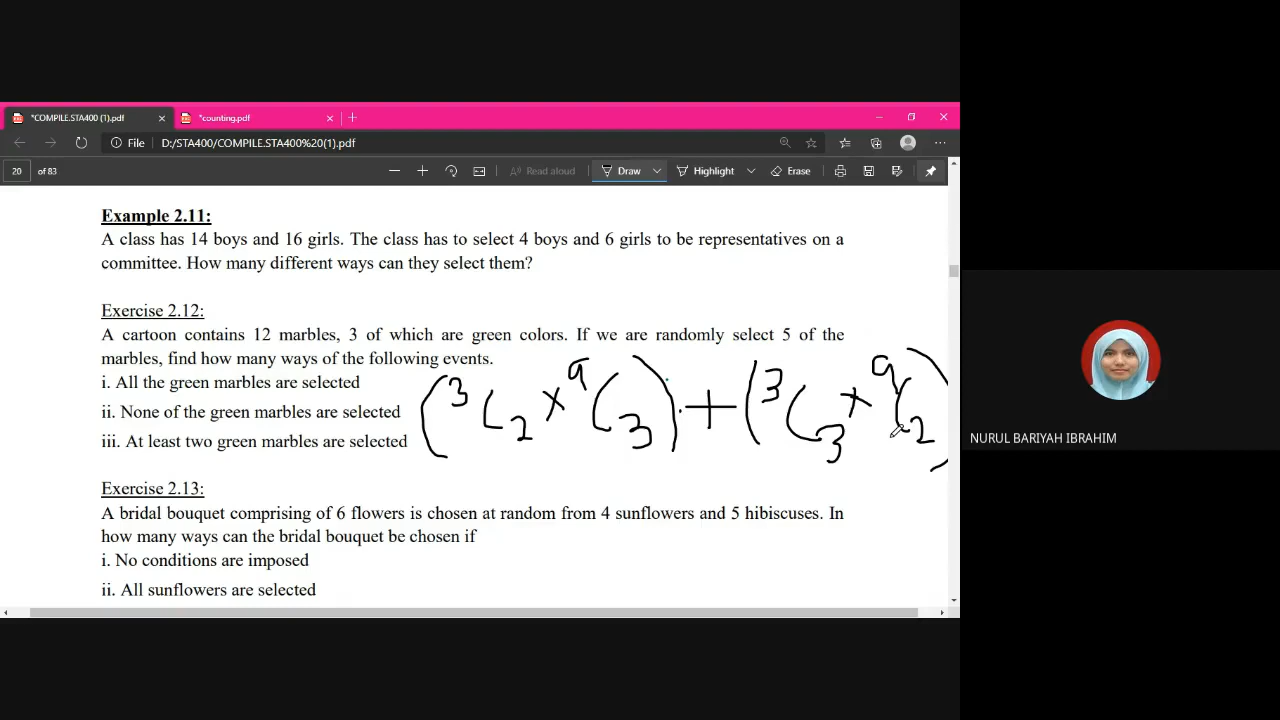 *COMPILE.STA400 (1).pdf
*counting.pdf
File D:/STA400/COMPILE.STA400%20(1).pdf
20 of 83
Read aloud
Draw
Highlight
Erase
Example 2.11:
A class has 14 boys and 16 girls. The class has to select 4 boys and 6 girls to be representatives on a
committee. How many different ways can they select them?
Exercise 2.12:
A cartoon contains 12 marbles, 3 of which are green colors. If we are randomly select 5 of the
marbles, find how many ways of the following events.
i. All the green marbles are selected
ii. None of the green marbles are selected
iii. At least two green marbles are selected
(³C₂ × ⁹C₃) + (³C₃ × ⁹C₂)
NURUL BARIYAH IBRAHIM
Exercise 2.13:
A bridal bouquet comprising of 6 flowers is chosen at random from 4 sunflowers and 5 hibiscuses. In
how many ways can the bridal bouquet be chosen if
i. No conditions are imposed
ii. All sunflowers are selected